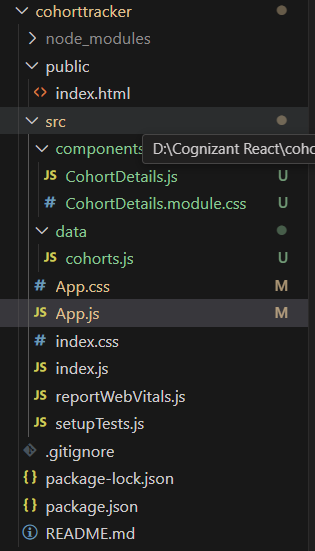 cohorttracker
node_modules
public
index.html
src
components
D:\Cognizant React\coho
JS CohortDetails.js U
# CohortDetails.module.css U
data
JS cohorts.js U
# App.css M
JS App.js M
# index.css
JS index.js
JS reportWebVitals.js
JS setupTests.js
.gitignore
{} package-lock.json
{} package.json
README.md